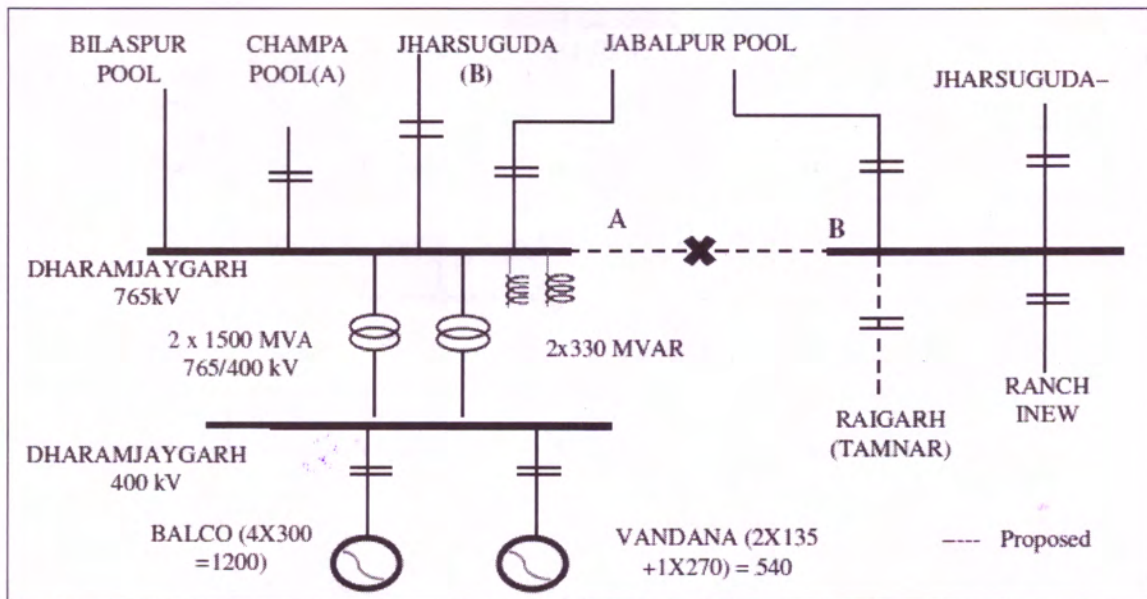 BILASPUR
POOL
CHAMPA
POOL(A)
JHARSUGUDA
(B)
JABALPUR POOL
JHARSUGUDA–
A
B
DHARAMJAYGARH
765kV
2 x 1500 MVA
765/400 kV
2x330 MVAR
RAIGARH
(TAMNAR)
RANCH
INEW
DHARAMJAYGARH
400 kV
BALCO (4X300
=1200)
VANDANA (2X135
+1X270) = 540
Proposed